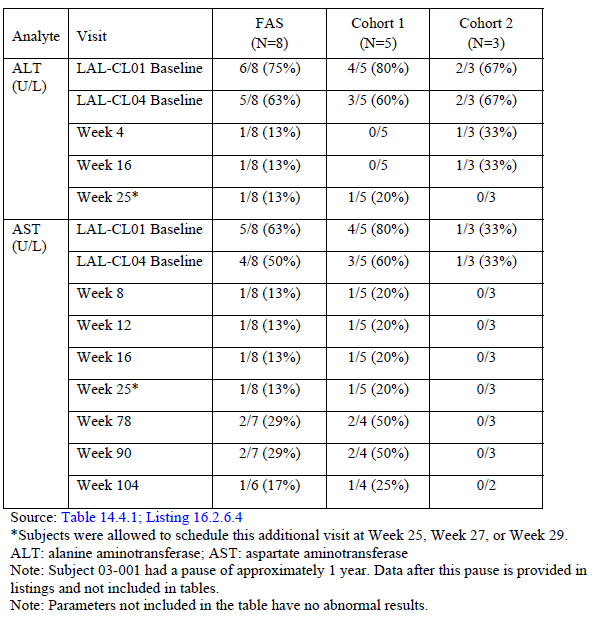 Analyte Visit FAS (N=8) Cohort 1 (N=5) Cohort 2 (N=3)
ALT (U/L) LAL-CL01 Baseline 6/8 (75%) 4/5 (80%) 2/3 (67%)
LAL-CL04 Baseline 5/8 (63%) 3/5 (60%) 2/3 (67%)
Week 4 1/8 (13%) 0/5 1/3 (33%)
Week 16 1/8 (13%) 0/5 1/3 (33%)
Week 25* 1/8 (13%) 1/5 (20%) 0/3
AST (U/L) LAL-CL01 Baseline 5/8 (63%) 4/5 (80%) 1/3 (33%)
LAL-CL04 Baseline 4/8 (50%) 3/5 (60%) 1/3 (33%)
Week 8 1/8 (13%) 1/5 (20%) 0/3
Week 12 1/8 (13%) 1/5 (20%) 0/3
Week 16 1/8 (13%) 1/5 (20%) 0/3
Week 25* 1/8 (13%) 1/5 (20%) 0/3
Week 78 2/7 (29%) 2/4 (50%) 0/3
Week 90 2/7 (29%) 2/4 (50%) 0/3
Week 104 1/6 (17%) 1/4 (25%) 0/2
Source: Table 14.4.1; Listing 16.2.6.4
*Subjects were allowed to schedule this additional visit at Week 25, Week 27, or Week 29.
ALT: alanine aminotransferase; AST: aspartate aminotransferase
Note: Subject 03-001 had a pause of approximately 1 year. Data after this pause is provided in
listings and not included in tables.
Note: Parameters not included in the table have no abnormal results.